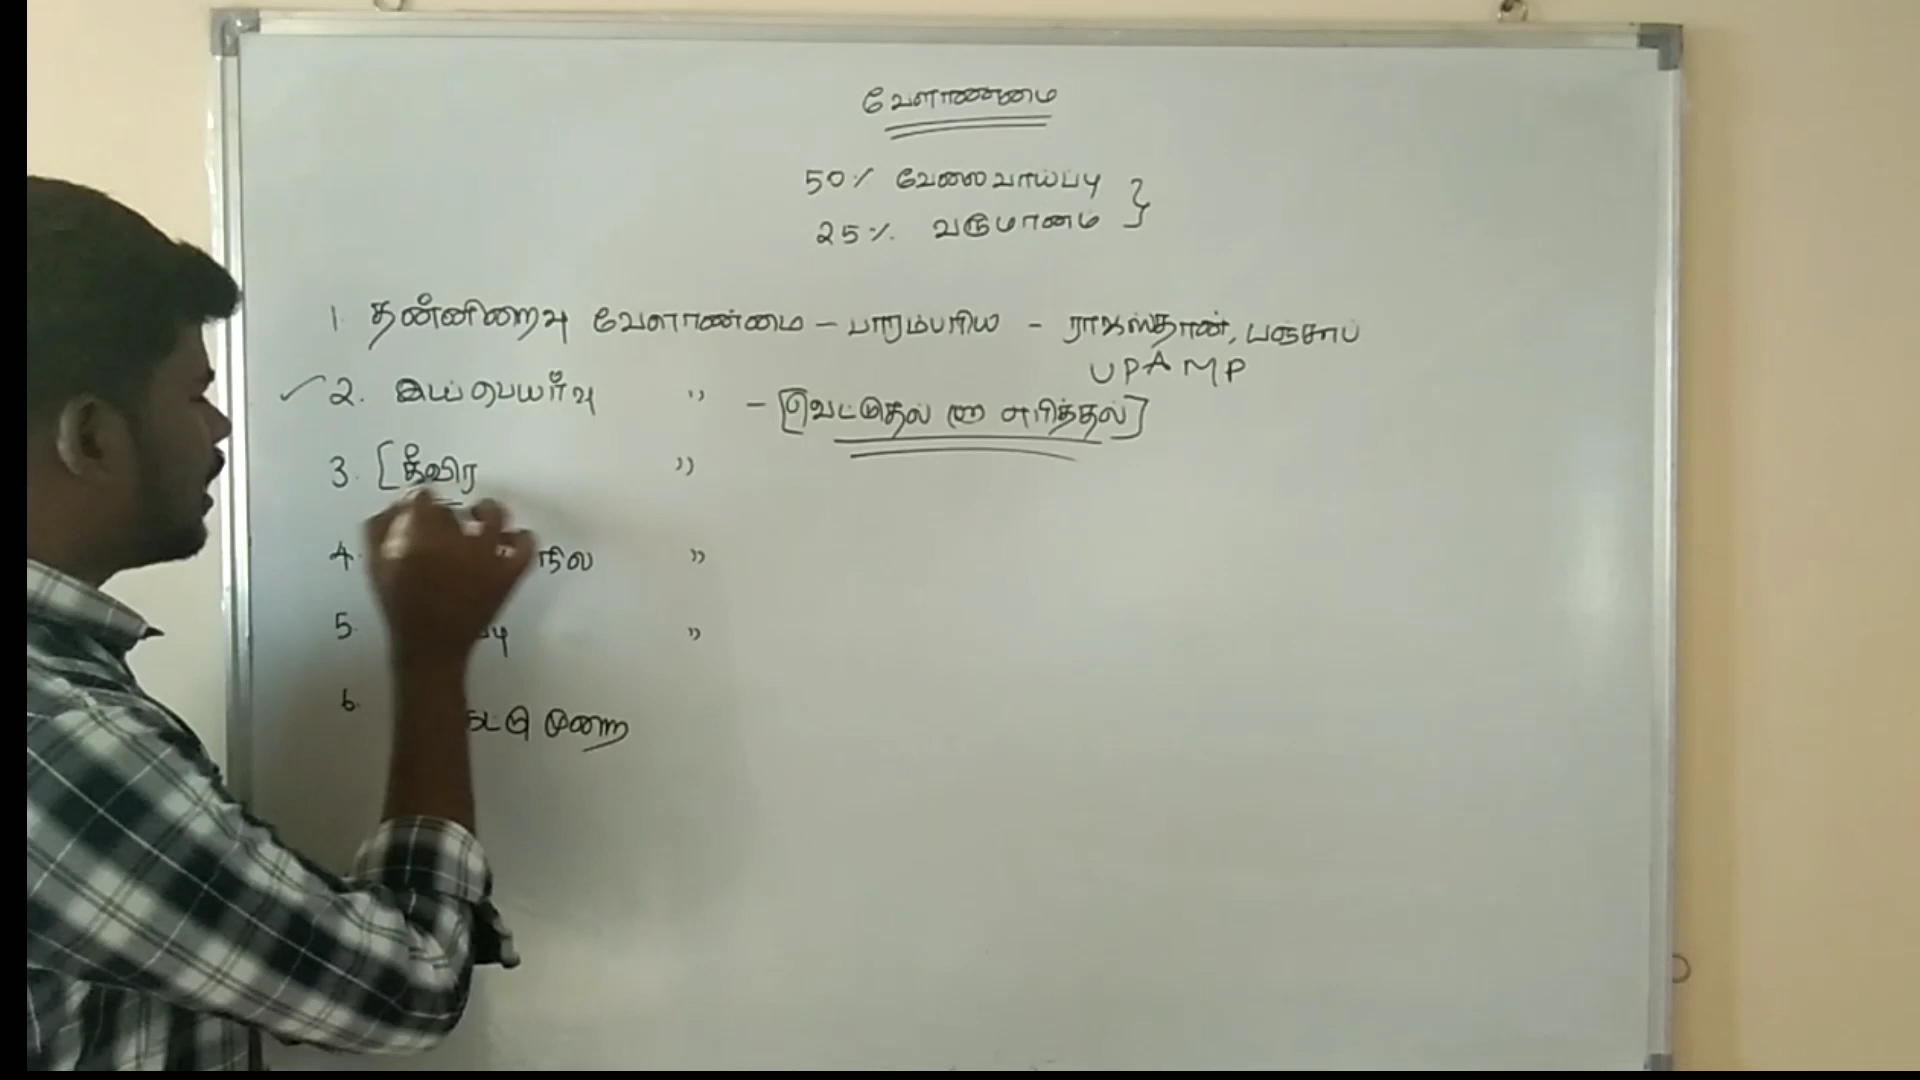 வேளாண்மை
50% வேலைவாய்ப்பு
25% வருமானம் }
1. தன்னிறைவு வேளாண்மை - பாரம்பரிய - ராஜஸ்தான், பஞ்சாப்
UP & MP
2. இடப்பெயர்வு " - [வெட்டுதல் (ம) எரித்தல்]
3. [தீவிர "
4. நில "
5. "
6. முறை